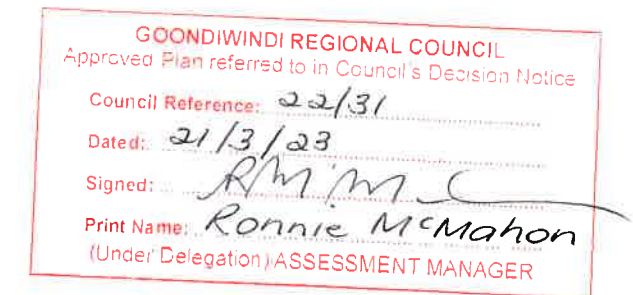 GOONDIWINDI REGIONAL COUNCIL
Approved Plan referred to in Council's Decision Notice
Council Reference: 22/31
Dated: 21/3/23
Signed:
Print Name: Ronnie McMahon
(Under Delegation) ASSESSMENT MANAGER